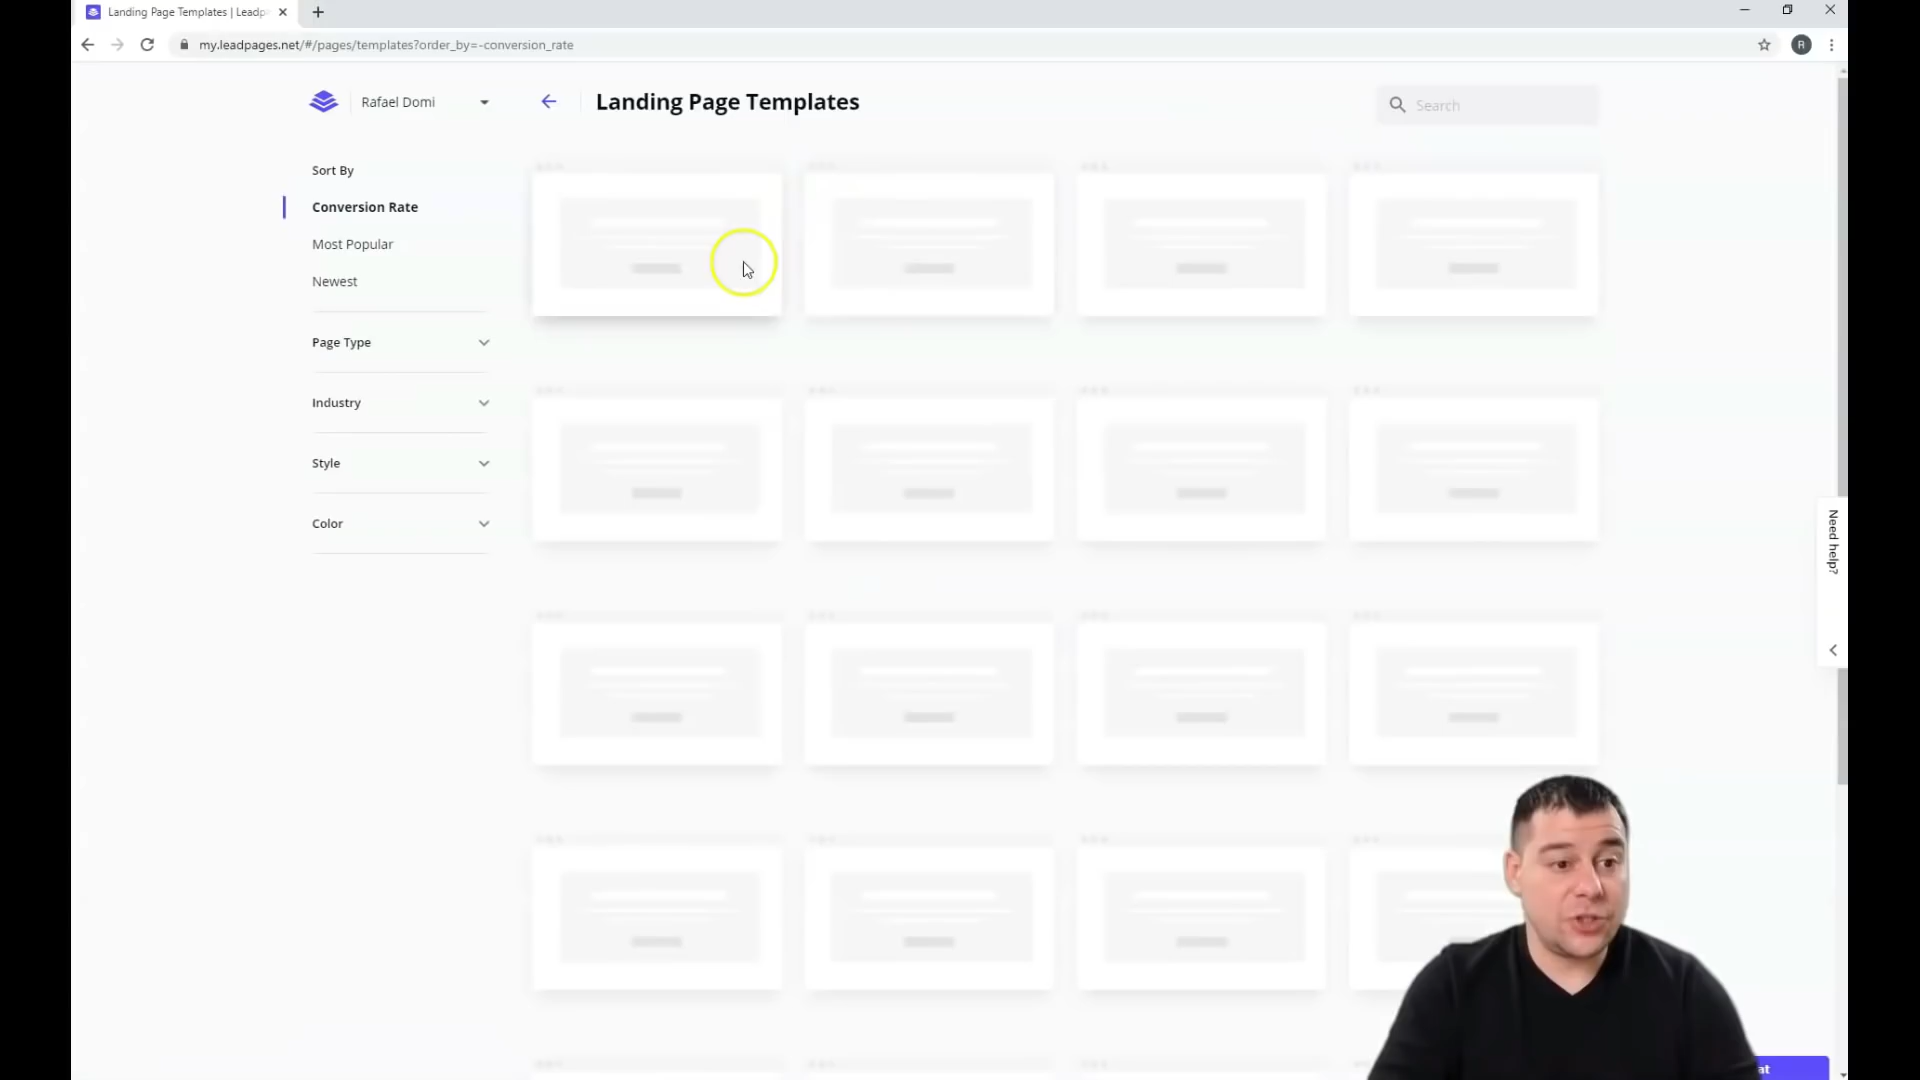 Landing Page Templates | Leadp
my.leadpages.net/#/pages/templates?order_by=-conversion_rate
R
Rafael Domi
Landing Page Templates
Search
Sort By
Conversion Rate
Most Popular
Newest
Page Type
Industry
Style
Color
Need help?
at